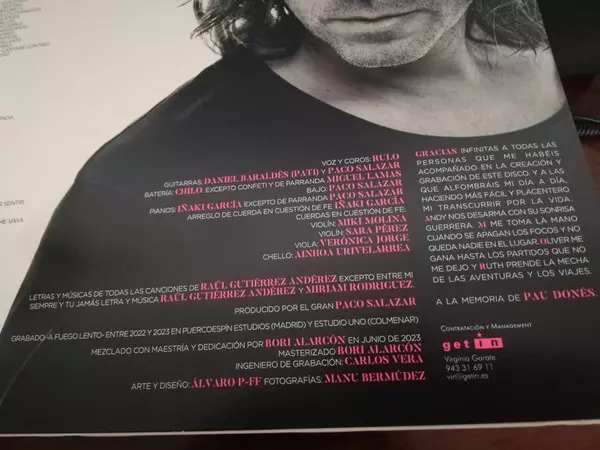 VOZ Y COROS: RULO
GUITARRAS: DANIEL BARALDÉS (PATI) Y PACO SALAZAR
BATERÍA: CHILO, EXCEPTO CONFETI Y DE PARRANDA MIGUEL LAMAS
BAJO: PACO SALAZAR
PIANOS: IÑAKI GARCÍA EXCEPTO DE PARRANDA PACO SALAZAR
ARREGLO DE CUERDA EN CUESTIÓN DE FE: IÑAKI GARCÍA
CUERDAS EN CUESTIÓN DE FE:
VIOLÍN: MIKI MOLINA
VIOLÍN: SARA PÉREZ
VIOLA: VERÓNICA JORGE
CHELLO: AINHOA URIVELARREA
LETRAS Y MÚSICAS DE TODAS LAS CANCIONES DE RAÚL GUTIÉRREZ ANDÉREZ EXCEPTO ENTRE MI
SIEMPRE Y TU JAMÁS LETRA Y MÚSICA RAÚL GUTIÉRREZ ANDÉREZ Y MIRIAM RODRÍGUEZ.
PRODUCIDO POR EL GRAN PACO SALAZAR
GRABADO ·A FUEGO LENTO· ENTRE 2022 Y 2023 EN PUERCOESPÍN ESTUDIOS (MADRID) Y ESTUDIO UNO (COLMENAR)
MEZCLADO CON MAESTRÍA Y DEDICACIÓN POR BORI ALARCÓN EN JUNIO DE 2023
MASTERIZADO BORI ALARCÓN
INGENIERO DE GRABACIÓN: CARLOS VERA
ARTE Y DISEÑO: ÁLVARO P-FF FOTOGRAFÍAS: MANU BERMÚDEZ
GRACIAS INFINITAS A TODAS LAS
PERSONAS QUE ME HABÉIS
ACOMPAÑADO EN LA CREACIÓN Y
GRABACIÓN DE ESTE DISCO. Y A LAS
QUE ALFOMBRÁIS MI DÍA A DÍA,
HACIENDO MÁS FÁCIL Y PLACENTERO
MI TRANSCURRIR POR LA VIDA.
ANDY NOS DESARMA CON SU SONRISA
GUERRERA. M ME TOMA LA MANO
CUANDO SE APAGAN LOS FOCOS Y NO
QUEDA NADIE EN EL LUGAR. OLIVER ME
GANA HASTA LOS PARTIDOS QUE NO
ME DEJO Y RUTH PRENDE LA MECHA
DE LAS AVENTURAS Y LOS VIAJES.
A LA MEMORIA DE PAU DONÉS.
CONTRATACIÓN Y MANAGEMENT
get in
Virginia Garate
943 31 69 11
vir@getin.es